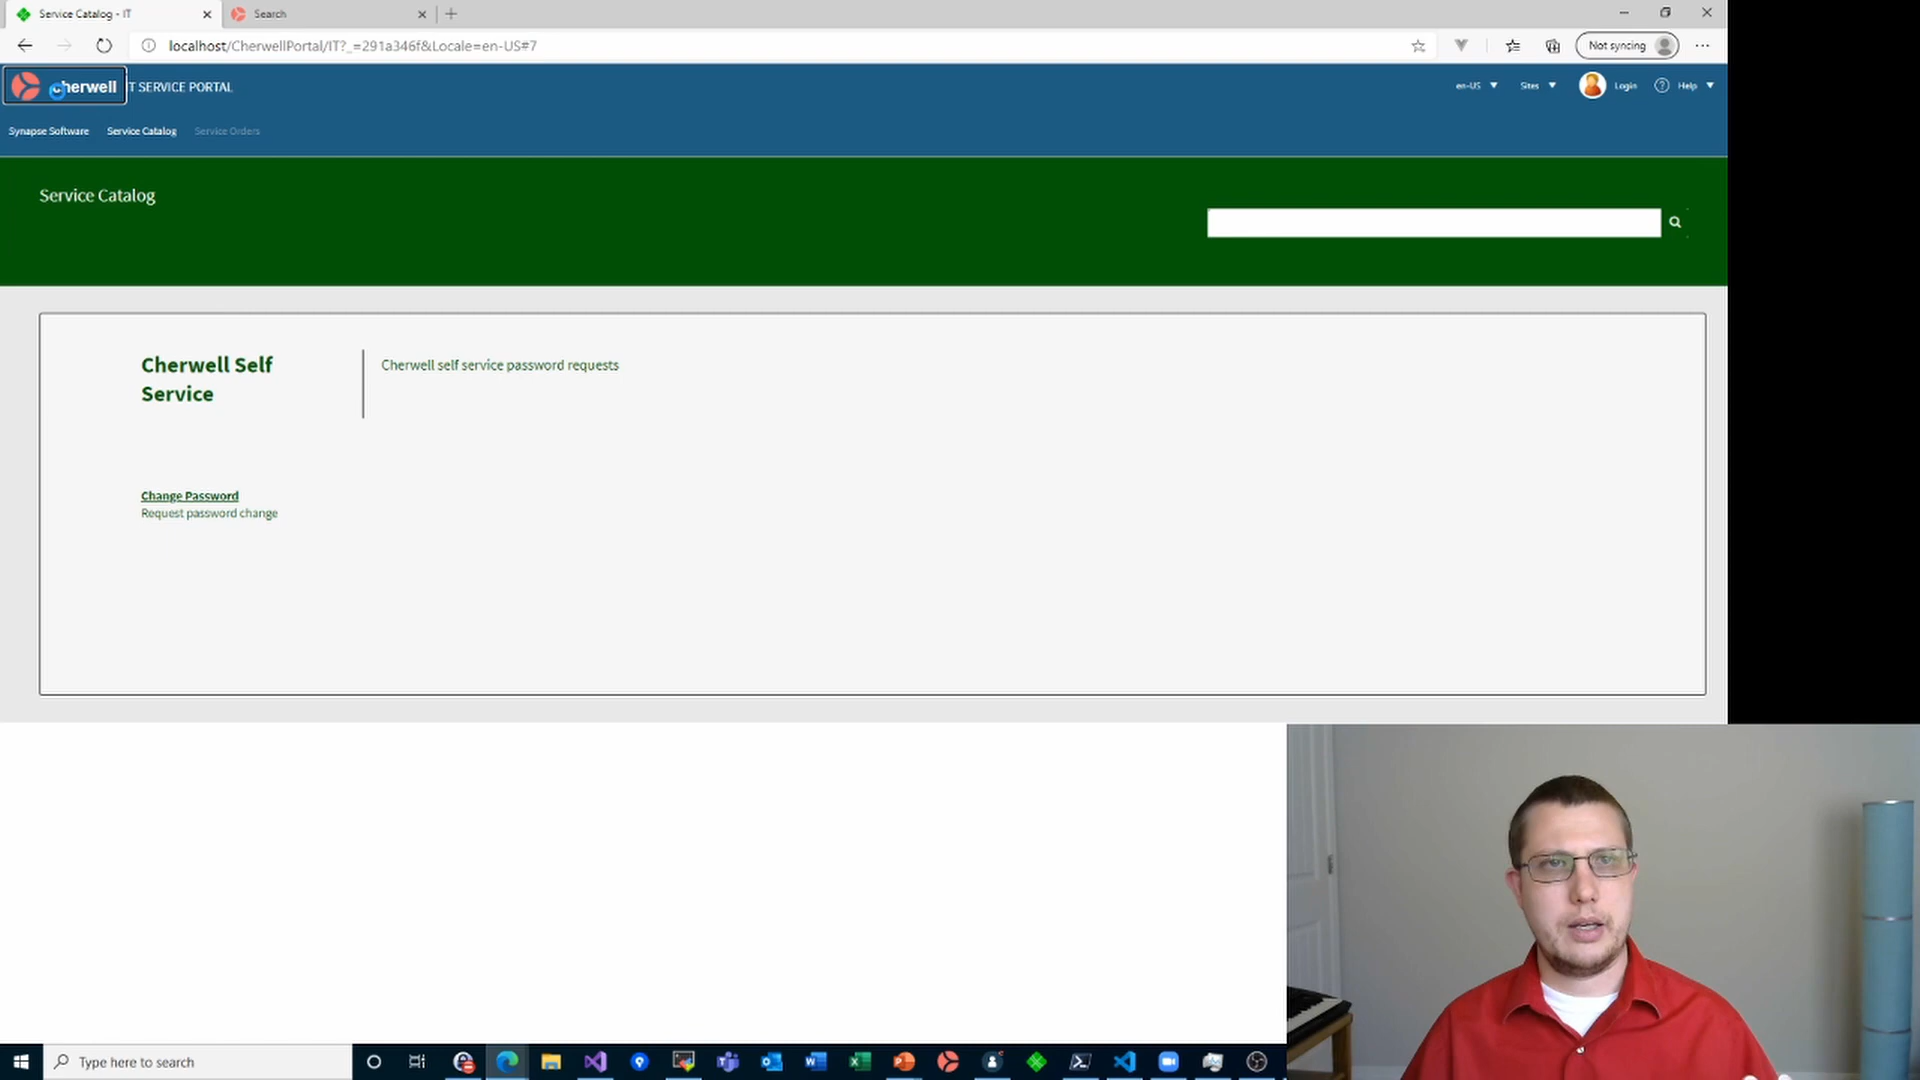 Service Catalog - IT
Search
localhost/CherwellPortal/IT?_=291a346f&Locale=en-US#7
Not syncing
cherwell
T SERVICE PORTAL
en-US
Sites
Login
Help
Synapse Software
Service Catalog
Service Orders
Service Catalog
Cherwell Self
Service
Cherwell self service password requests
Change Password
Request password change
Type here to search